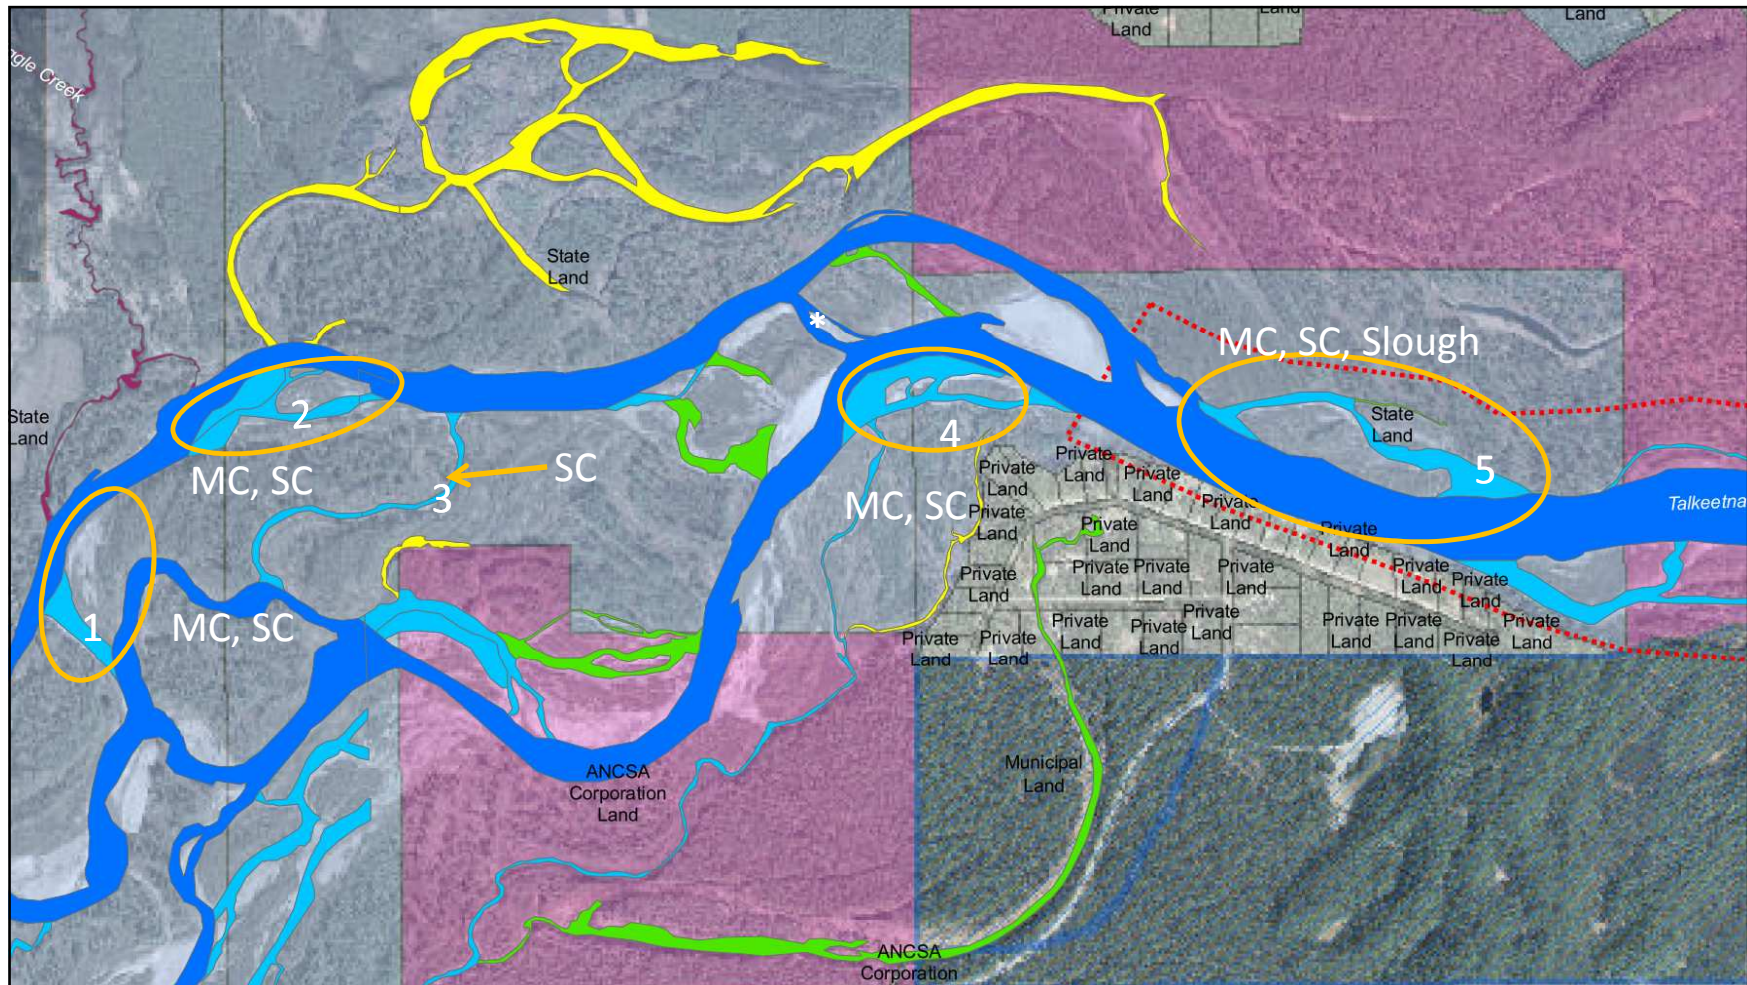 Private
Land
Land
Land
gle Creek
State
Land
*
MC, SC, Slough
State
Land
2
State
Land
4
5
MC, SC
SC
3
MC, SC
Private
Land
Private
Land
Private
Land
Private
Land
Private
Land
Private
Land
Private
Land
Talkeetna
1
MC, SC
Private
Land
Private
Land
Private
Land
Private
Land
Private
Land
Private
Land
Private
Land
Private
Land
Private
Land
Private
Land
Private
Land
Private
Land
Private
Land
Private
Land
Private
Land
ANCSA
Corporation
Land
Municipal
Land
ANCSA
Corporation